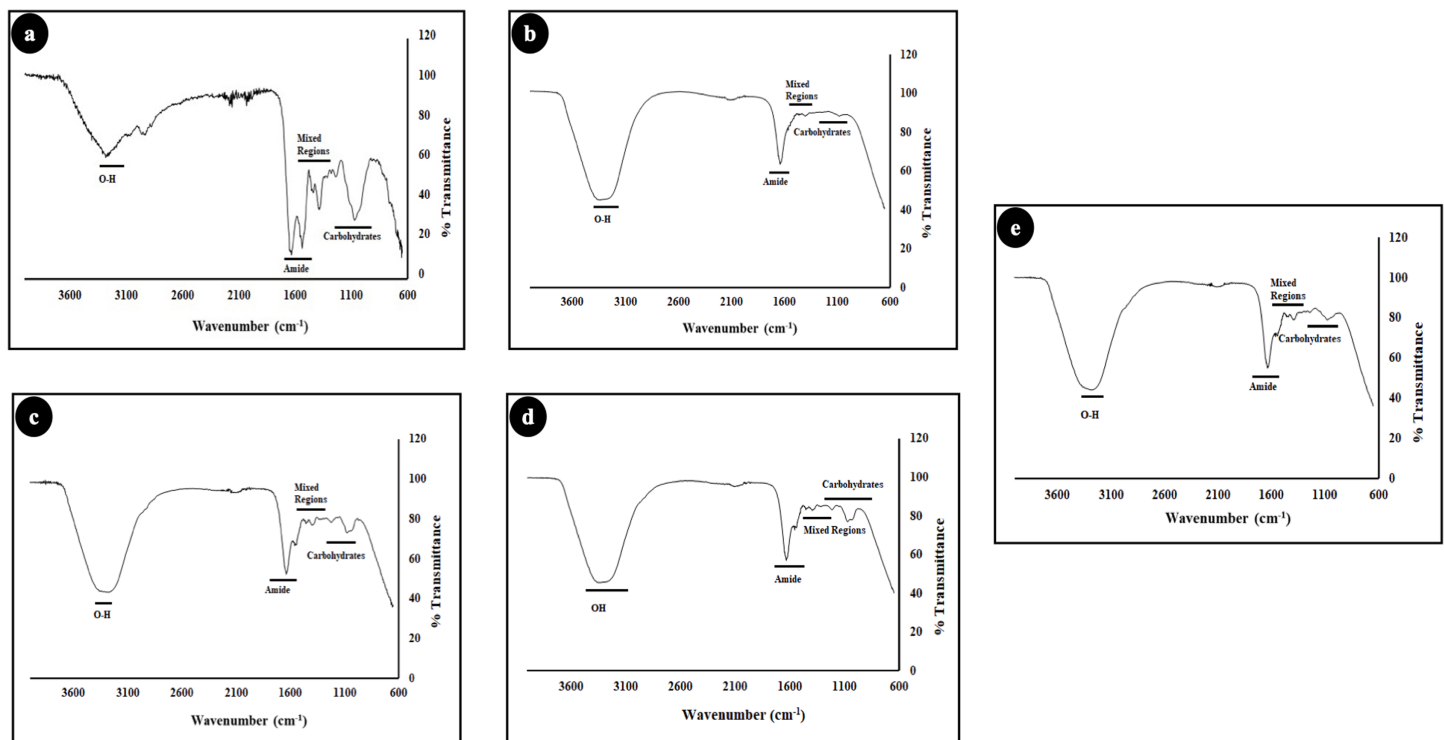 a
120
100
80
60
40
20
0
% Transmittance
Mixed
Regions
O-H
Carbohydrates
Amide
3600 3100 2600 2100 1600 1100 600
Wavenumber (cm-1)
b
120
100
80
60
40
20
0
% Transmittance
Mixed
Regions
Carbohydrates
Amide
O-H
3600 3100 2600 2100 1600 1100 600
Wavenumber (cm-1)
c
120
100
80
60
40
20
0
% Transmittance
Mixed
Regions
Carbohydrates
Amide
O-H
3600 3100 2600 2100 1600 1100 600
Wavenumber (cm-1)
d
120
100
80
60
40
20
0
% Transmittance
Carbohydrates
Mixed Regions
Amide
OH
3600 3100 2600 2100 1600 1100 600
Wavenumber (cm-1)
e
120
100
80
60
40
20
0
% Transmittance
Mixed
Regions
Carbohydrates
Amide
O-H
3600 3100 2600 2100 1600 1100 600
Wavenumber (cm-1)